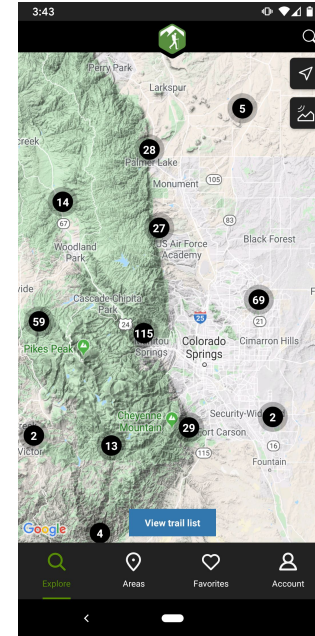 3:43
Perry Park
Larkspur
5
creek
28
Palmer Lake
Monument
105
14
67
27
83
US Air Force
Academy
Black Forest
Woodland
Park
vide
Cascade-Chipita
Park
69
25
21
59
24
115
Manitou
Springs
Colorado
Springs
Cimarron Hills
Pikes Peak
Cheyenne
Mountain
Security-Wid
2
29
Fort Carson
2
Victor
13
115
16
Fountain
Google
4
View trail list
Explore
Areas
Favorites
Account